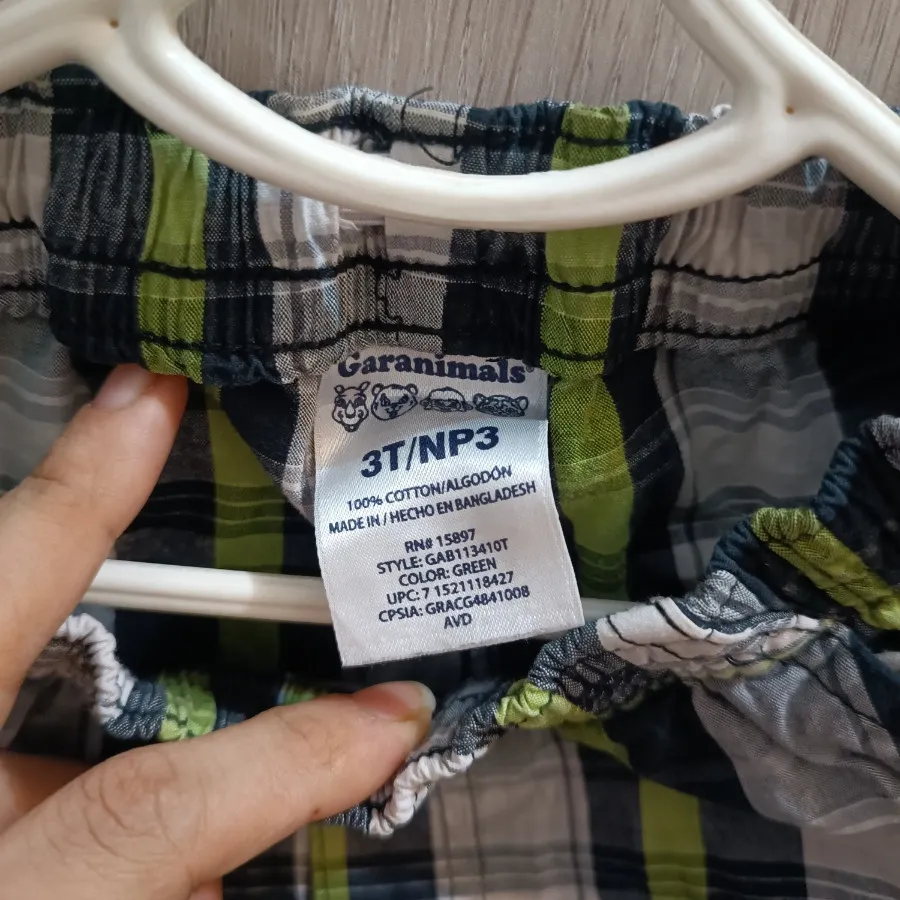 Garanimals
3T/NP3
100% COTTON/ALGODÓN
MADE IN / HECHO EN BANGLADESH
RN# 15897
STYLE: GAB113410T
COLOR: GREEN
UPC: 7 1521118427
CPSIA: GRACG4841008
AVD